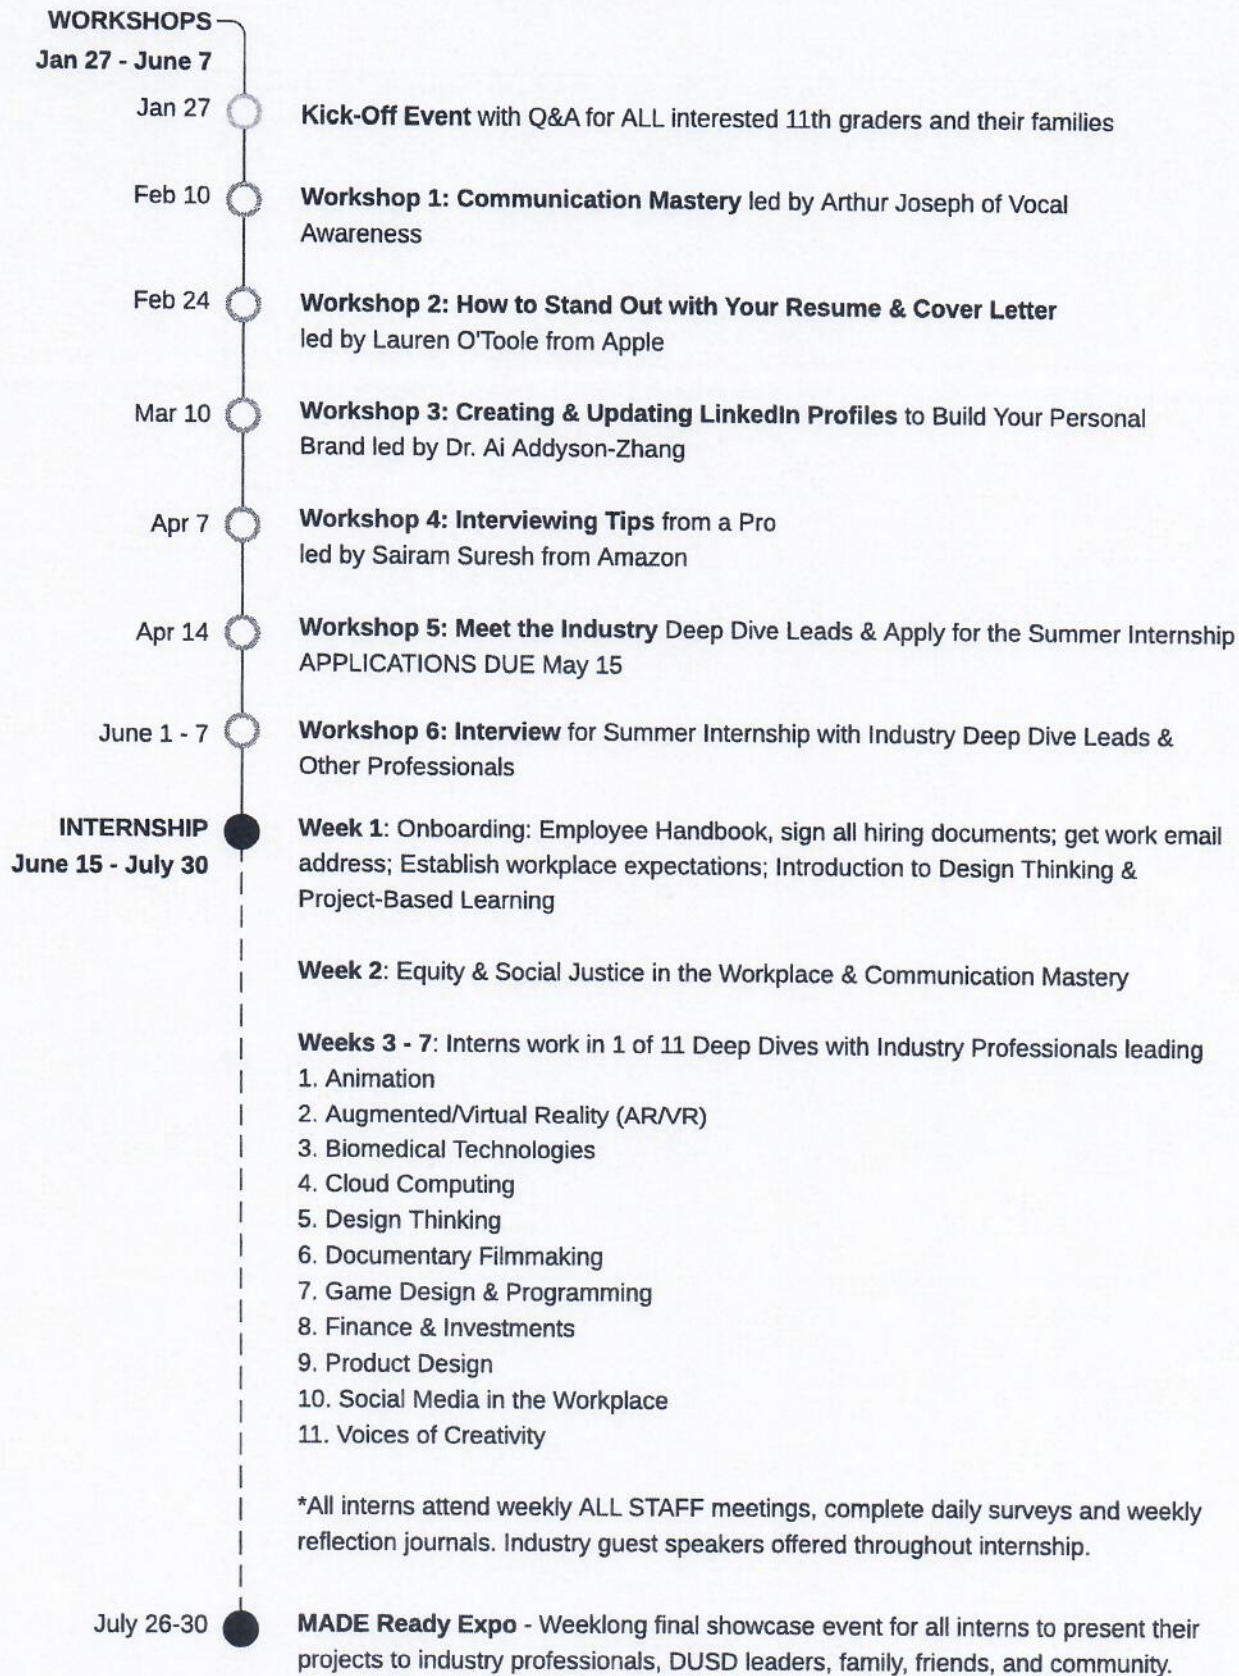 WORKSHOPS
Jan 27 - June 7
Jan 27
Kick-Off Event with Q&A for ALL interested 11th graders and their families
Feb 10
Workshop 1: Communication Mastery led by Arthur Joseph of Vocal
Awareness
Feb 24
Workshop 2: How to Stand Out with Your Resume & Cover Letter
led by Lauren O'Toole from Apple
Mar 10
Workshop 3: Creating & Updating LinkedIn Profiles to Build Your Personal
Brand led by Dr. Ai Addyson-Zhang
Apr 7
Workshop 4: Interviewing Tips from a Pro
led by Sairam Suresh from Amazon
Apr 14
Workshop 5: Meet the Industry Deep Dive Leads & Apply for the Summer Internship
APPLICATIONS DUE May 15
June 1 - 7
Workshop 6: Interview for Summer Internship with Industry Deep Dive Leads &
Other Professionals
INTERNSHIP
June 15 - July 30
Week 1: Onboarding: Employee Handbook, sign all hiring documents; get work email
address; Establish workplace expectations; Introduction to Design Thinking &
Project-Based Learning
Week 2: Equity & Social Justice in the Workplace & Communication Mastery
Weeks 3 - 7: Interns work in 1 of 11 Deep Dives with Industry Professionals leading
1. Animation
2. Augmented/Virtual Reality (AR/VR)
3. Biomedical Technologies
4. Cloud Computing
5. Design Thinking
6. Documentary Filmmaking
7. Game Design & Programming
8. Finance & Investments
9. Product Design
10. Social Media in the Workplace
11. Voices of Creativity
*All interns attend weekly ALL STAFF meetings, complete daily surveys and weekly
reflection journals. Industry guest speakers offered throughout internship.
July 26-30
MADE Ready Expo - Weeklong final showcase event for all interns to present their
projects to industry professionals, DUSD leaders, family, friends, and community.